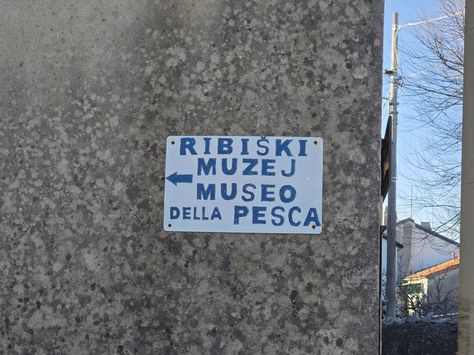 RIBIŠKI
MUZEJ
MUSEO
DELLA PESCA